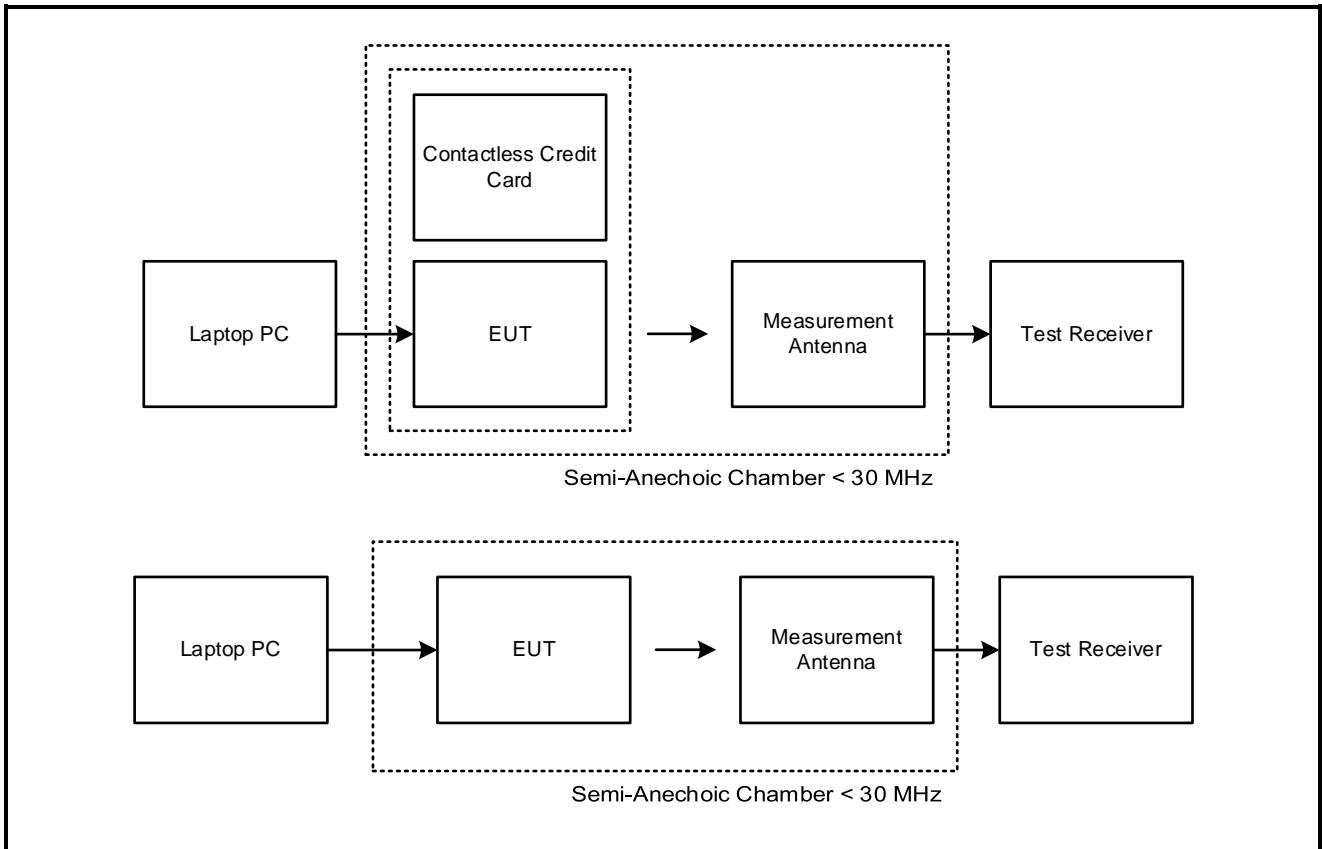 Contactless Credit
Card
Laptop PC
EUT
Measurement
Antenna
Test Receiver
Semi-Anechoic Chamber < 30 MHz
Laptop PC
EUT
Measurement
Antenna
Test Receiver
Semi-Anechoic Chamber < 30 MHz